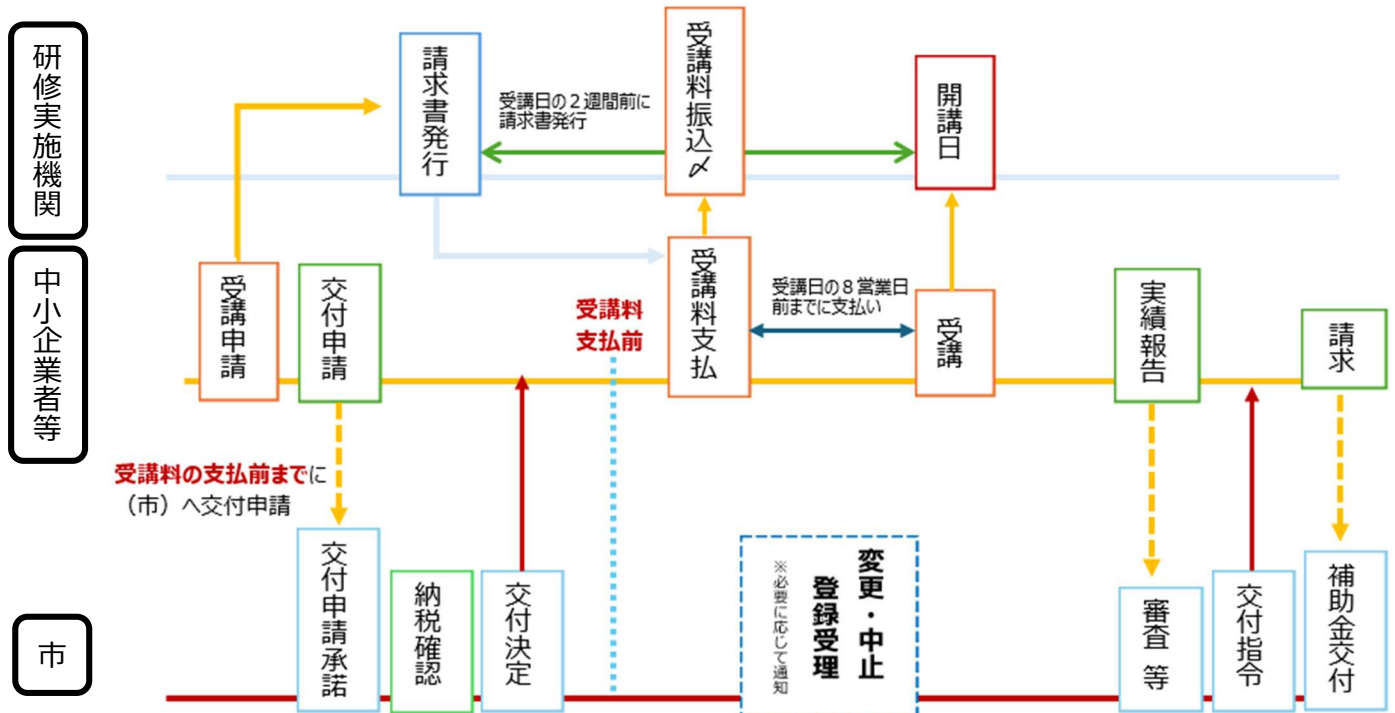 研修実施機関
請求書発行
受講日の２週間前に
請求書発行
受講料振込〆
開講日
中小企業者等
受講申請
交付申請
受講料
支払前
受講料支払
受講日の８営業日
前までに支払い
受講
実績報告
請求
受講料の支払前までに
（市）へ交付申請
市
交付申請承諾
納税確認
交付決定
変更・中止
登録受理
※必要に応じて通知
審査 等
交付指令
補助金交付